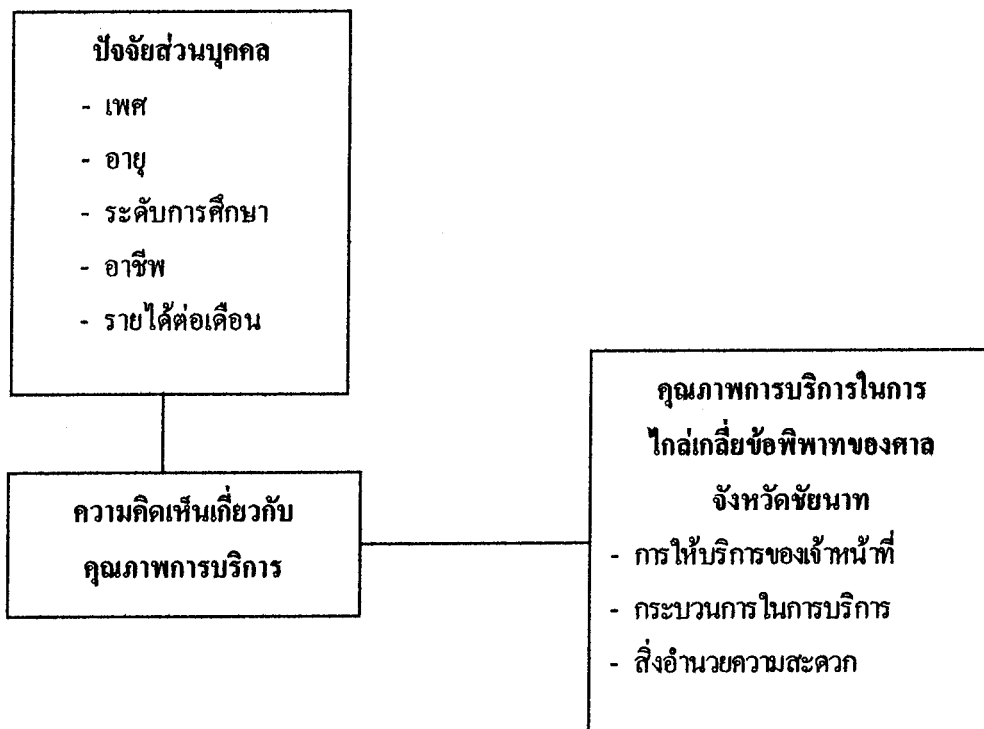 ปัจจัยส่วนบุคคล
- เพศ
- อายุ
- ระดับการศึกษา
- อาชีพ
- รายได้ต่อเดือน
ความคิดเห็นเกี่ยวกับ
คุณภาพการบริการ
คุณภาพการบริการในการ
ไกล่เกลี่ยข้อพิพาทของศาล
จังหวัดชัยนาท
- การให้บริการของเจ้าหน้าที่
- กระบวนการในการบริการ
- สิ่งอำนวยความสะดวก